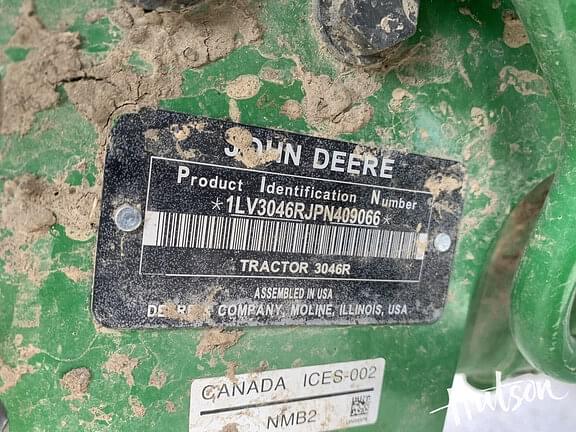 JOHN DEERE
Product Identification Number
*1LV3046RJPN409066*
TRACTOR 3046R
ASSEMBLED IN USA
DEERE & COMPANY, MOLINE, ILLINOIS, USA
CANADA ICES-002
NMB2
Hutson